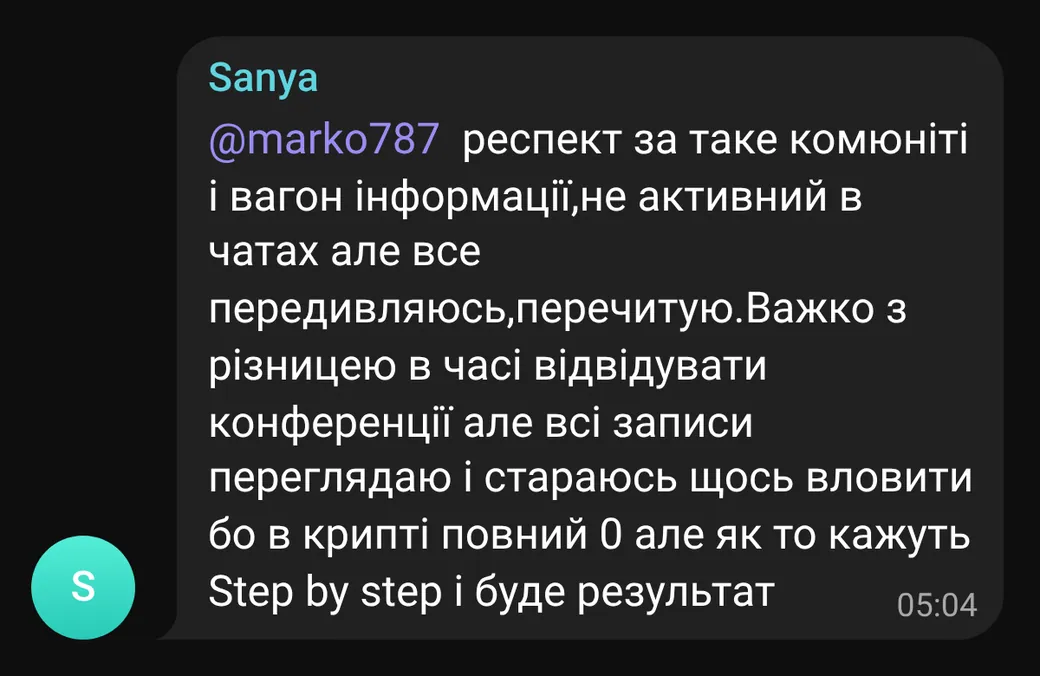 Sanya
@marko787 респект за таке комюніті
і вагон інформації,не активний в
чатах але все
передивляюсь,перечитую.Важко з
різницею в часі відвідувати
конференції але всі записи
переглядаю і стараюсь щось вловити
бо в крипті повний 0 але як то кажуть
Step by step і буде результат
05:04
S